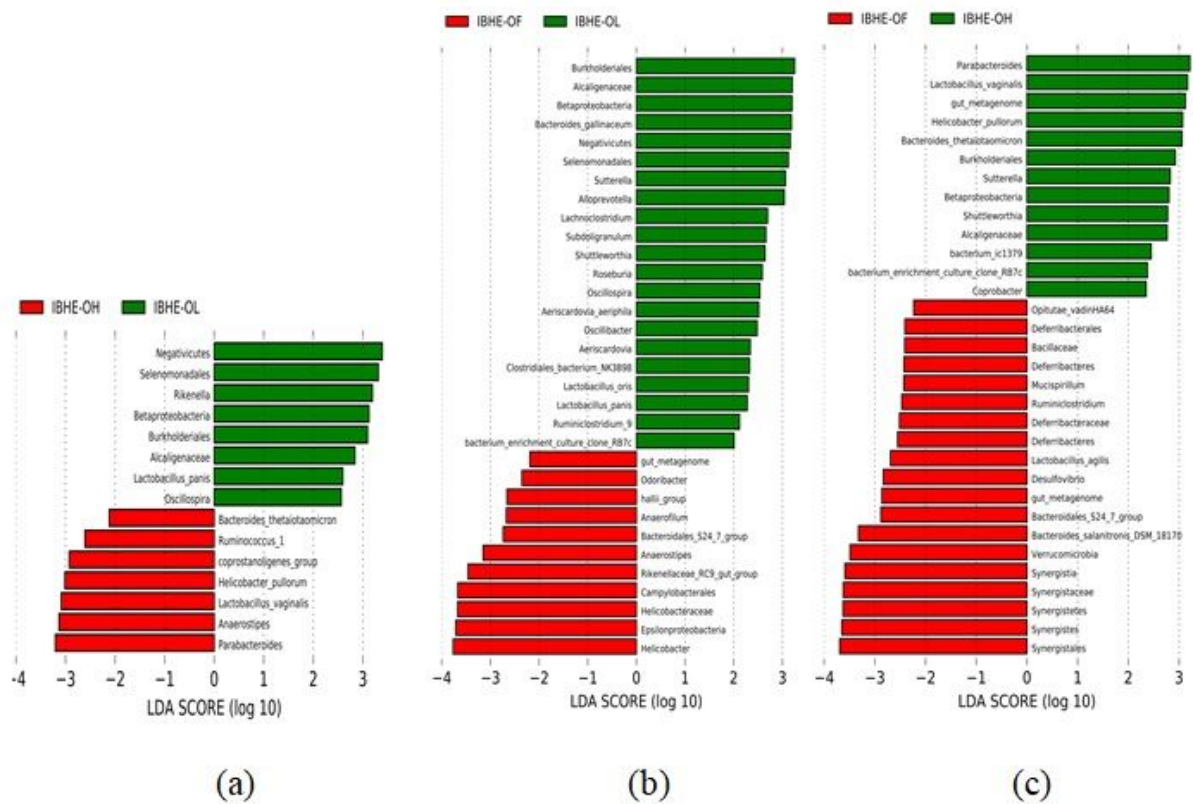 IBHE-OH IBHE-OL
Negativicutes
Selenomonadales
Rikenella
Betaproteobacteria
Burkholderiales
Alcaligenaceae
Lactobacillus_panis
Oscillospira
Bacteroides_thetaiotaomicron
Ruminococcus_1
coprostanoligenes_group
Helicobacter_pullorum
Lactobacillus_vaginalis
Anaerostipes
Parabacteroides
−4 −3 −2 −1 0 1 2 3
LDA SCORE (log 10)
(a)
IBHE-OF IBHE-OL
Burkholderiales
Alcaligenaceae
Betaproteobacteria
Bacteroides_gallinaceum
Negativicutes
Selenomonadales
Sutterella
Alloprevotella
Lachnoclostridium
Subdoligranulum
Shuttleworthia
Roseburia
Oscillospira
Aeriscardovia_aeriphila
Oscillibacter
Aeriscardovia
Clostridiales_bacterium_NK3B98
Lactobacillus_oris
Lactobacillus_panis
Ruminiclostridium_9
bacterium_enrichment_culture_clone_RB7c
gut_metagenome
Odoribacter
hallii_group
Anaerofilum
Bacteroidales_S24_7_group
Anaerostipes
Rikenellaceae_RC9_gut_group
Campylobacterales
Helicobacteraceae
Epsilonproteobacteria
Helicobacter
−4 −3 −2 −1 0 1 2 3
LDA SCORE (log 10)
(b)
IBHE-OF IBHE-OH
Parabacteroides
Lactobacillus_vaginalis
gut_metagenome
Helicobacter_pullorum
Bacteroides_thetaiotaomicron
Burkholderiales
Sutterella
Betaproteobacteria
Shuttleworthia
Alcaligenaceae
bacterium_ic1379
bacterium_enrichment_culture_clone_RB7c
Coprobacter
Opitutae_vadinHA64
Deferribacterales
Bacillaceae
Deferribacteres
Mucispirillum
Ruminiclostridium
Deferribacteraceae
Deferribacteres
Lactobacillus_agilis
Desulfovibrio
gut_metagenome
Bacteroidales_S24_7_group
Bacteroides_salanitronis_DSM_18170
Verrucomicrobia
Synergistia
Synergistaceae
Synergistetes
Synergistes
Synergistales
−4 −3 −2 −1 0 1 2 3
LDA SCORE (log 10)
(c)